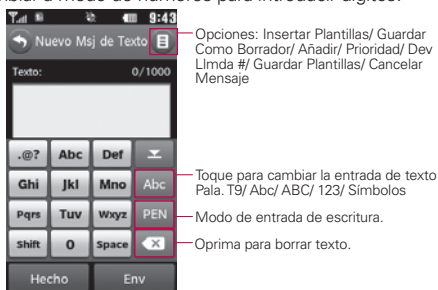 cambiar a modo de números para introducir dígitos.
9:43
Nuevo Msj de Texto
Texto: 0/1000
.@? Abc Def
Ghi Jkl Mno Abc
Pqrs Tuv Wxyz PEN
Shift 0 Space
Hecho Env
Opciones: Insertar Plantillas/ Guardar
Como Borrador/ Añadir/ Prioridad/ Dev
Llmda #/ Guardar Plantillas/ Cancelar
Mensaje
Toque para cambiar la entrada de texto
Pala. T9/ Abc/ ABC/ 123/ Símbolos
Modo de entrada de escritura.
Oprima para borrar texto.